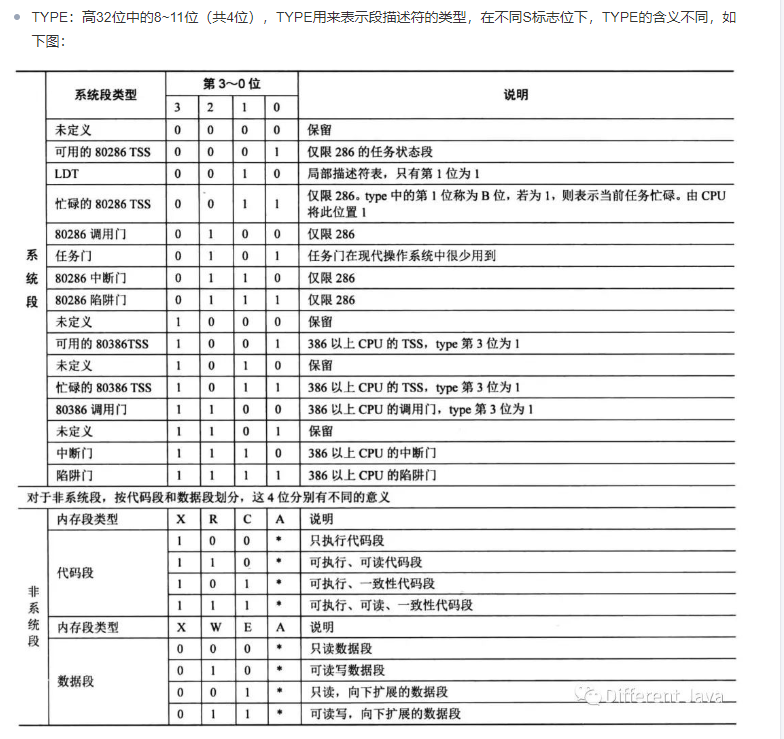 TYPE：高32位中的8~11位（共4位），TYPE用来表示段描述符的类型，在不同S标志位下，TYPE的含义不同，如
下图：
系统段类型 第 3～0 位 说明
3 2 1 0
系统段
未定义 0 0 0 0 保留
可用的 80286 TSS 0 0 0 1 仅限 286 的任务状态段
LDT 0 0 1 0 局部描述符表，只有第 1 位为 1
忙碌的 80286 TSS 0 0 1 1 仅限 286。type 中的第 1 位称为 B 位，若为 1，则表示当前任务忙碌。由 CPU
将此位置 1
80286 调用门 0 1 0 0 仅限 286
任务门 0 1 0 1 任务门在现代操作系统中很少用到
80286 中断门 0 1 1 0 仅限 286
80286 陷阱门 0 1 1 1 仅限 286
未定义 1 0 0 0 保留
可用的 80386TSS 1 0 0 1 386 以上 CPU 的 TSS，type 第 3 位为 1
未定义 1 0 1 0 保留
忙碌的 80386 TSS 1 0 1 1 386 以上 CPU 的 TSS，type 第 3 位为 1
80386 调用门 1 1 0 0 386 以上 CPU 的调用门，type 第 3 位为 1
未定义 1 1 0 1 保留
中断门 1 1 1 0 386 以上 CPU 的中断门
陷阱门 1 1 1 1 386 以上 CPU 的陷阱门
对于非系统段，按代码段和数据段划分，这 4 位分别有不同的意义
非系统段
内存段类型 X R C A 说明
代码段
1 0 0 * 只执行代码段
1 1 0 * 可执行、可读代码段
1 0 1 * 可执行、一致性代码段
1 1 1 * 可执行、可读、一致性代码段
内存段类型 X W E A 说明
数据段
0 0 0 * 只读数据段
0 1 0 * 可读写数据段
0 0 1 * 只读，向下扩展的数据段
0 1 1 * 可读写，向下扩展的数据段
Different Java